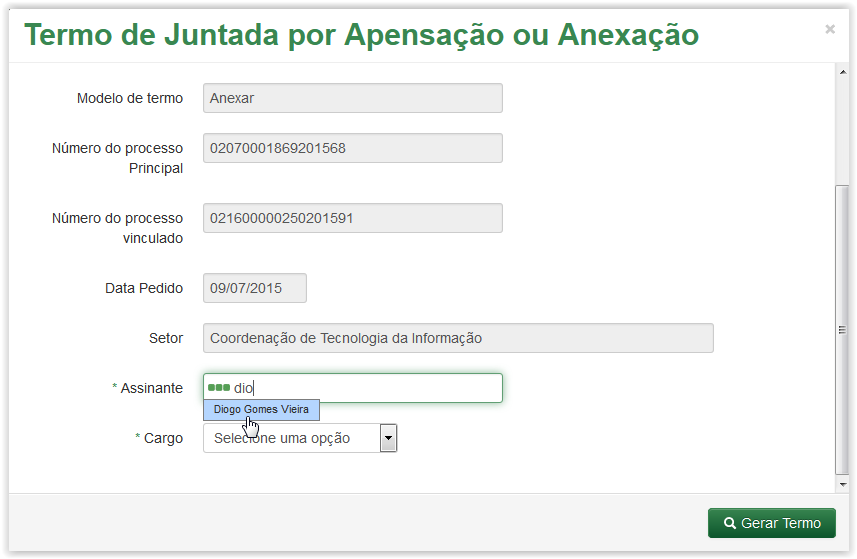 Termo de Juntada por Apensação ou Anexação
×
Modelo de termo
Anexar
Número do processo
Principal
02070001869201568
Número do processo
vinculado
021600000250201591
Data Pedido
09/07/2015
Setor
Coordenação de Tecnologia da Informação
* Assinante
dio
Diogo Gomes Vieira
* Cargo
Selecione uma opção
Gerar Termo